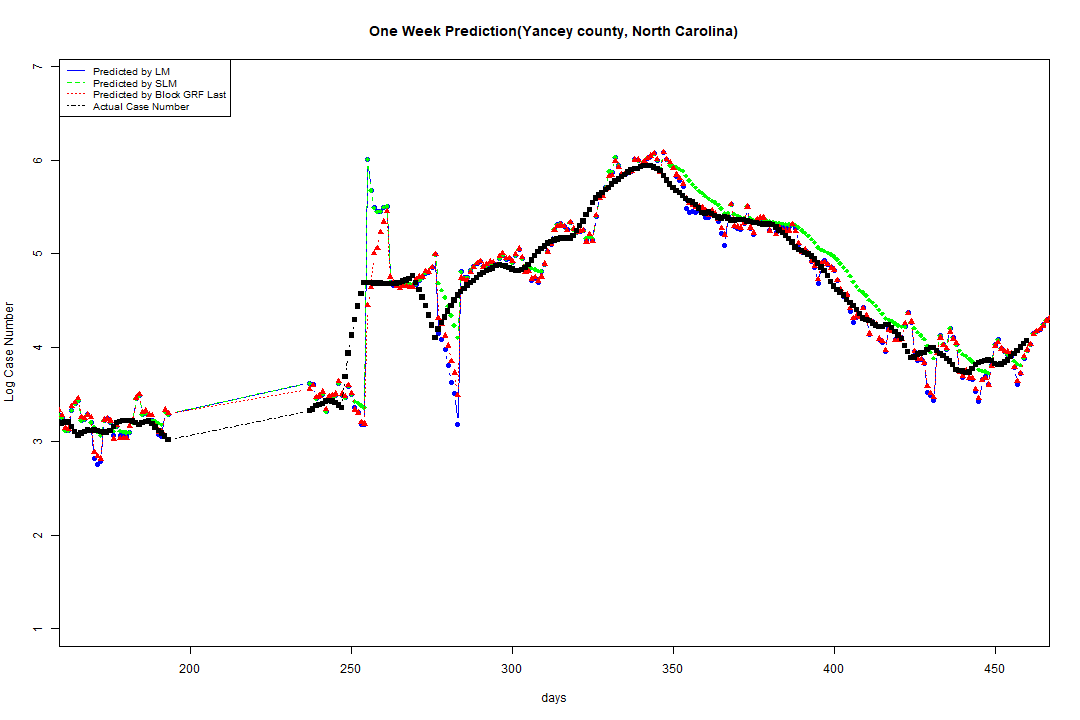 One Week Prediction(Yancey county, North Carolina)
Predicted by LM
Predicted by SLM
Predicted by Block GRF Last
Actual Case Number
Log Case Number
7
6
5
4
3
2
1
200 250 300 350 400 450
days